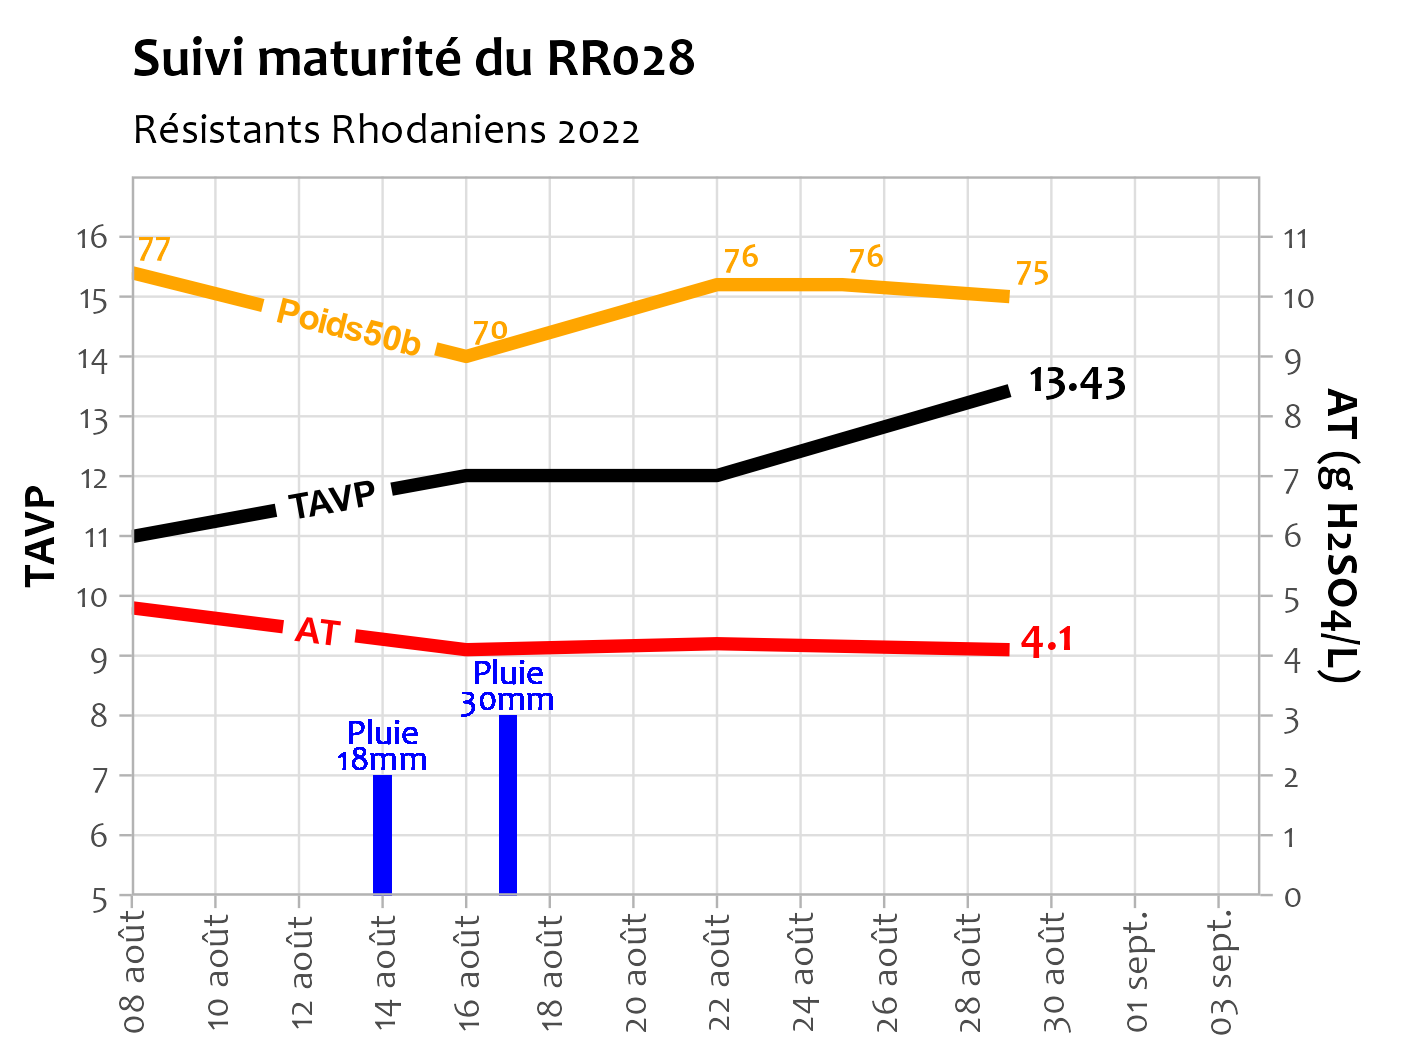 Suivi maturité du RR028
Résistants Rhodaniens 2022
16
15
14
13
12
11
10
9
8
7
6
5
TAVP
77
Poids50b
70
76
76
75
TAVP
13.43
AT
4.1
Pluie
18mm
Pluie
30mm
11
10
9
8
7
6
5
4
3
2
1
0
AT (g H2SO4/L)
08 août
10 août
12 août
14 août
16 août
18 août
20 août
22 août
24 août
26 août
28 août
30 août
01 sept.
03 sept.